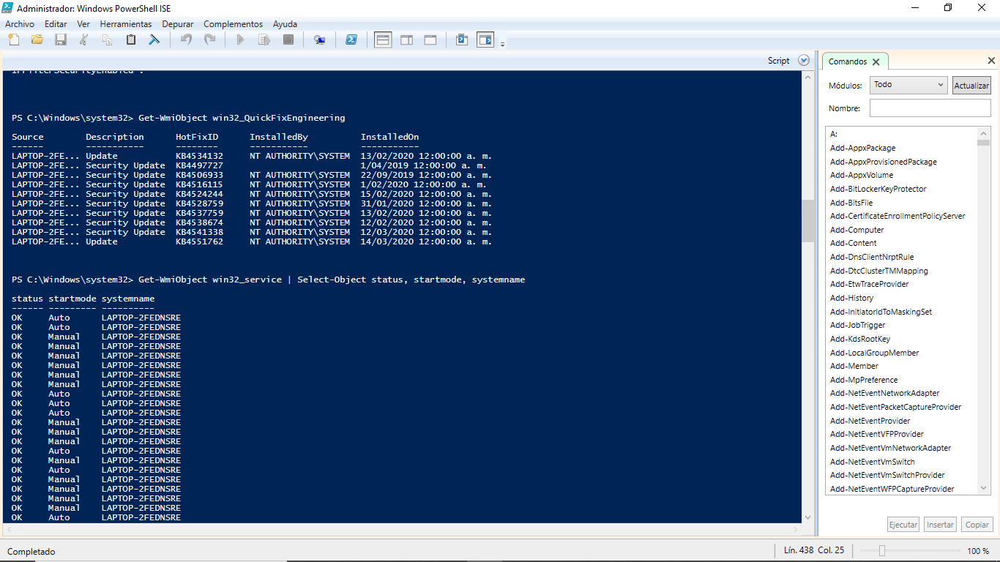 Administrador: Windows PowerShell ISE
Archivo Editar Ver Herramientas Depurar Complementos Ayuda
Script
PS C:\Windows\system32> Get-WmiObject win32_QuickFixEngineering
Source Description HotFixID InstalledBy InstalledOn
------ ----------- -------- ----------- -----------
LAPTOP-2FE... Update KB4534132 NT AUTHORITY\SYSTEM 13/02/2020 12:00:00 a. m.
LAPTOP-2FE... Security Update KB4497727 1/04/2019 12:00:00 a. m.
LAPTOP-2FE... Security Update KB4506933 NT AUTHORITY\SYSTEM 22/09/2019 12:00:00 a. m.
LAPTOP-2FE... Security Update KB4516115 NT AUTHORITY\SYSTEM 1/02/2020 12:00:00 a. m.
LAPTOP-2FE... Security Update KB4524244 NT AUTHORITY\SYSTEM 15/02/2020 12:00:00 a. m.
LAPTOP-2FE... Security Update KB4528759 NT AUTHORITY\SYSTEM 31/01/2020 12:00:00 a. m.
LAPTOP-2FE... Security Update KB4537759 NT AUTHORITY\SYSTEM 13/02/2020 12:00:00 a. m.
LAPTOP-2FE... Security Update KB4538674 NT AUTHORITY\SYSTEM 12/02/2020 12:00:00 a. m.
LAPTOP-2FE... Security Update KB4541338 NT AUTHORITY\SYSTEM 12/03/2020 12:00:00 a. m.
LAPTOP-2FE... Update KB4551762 NT AUTHORITY\SYSTEM 14/03/2020 12:00:00 a. m.
PS C:\Windows\system32> Get-WmiObject win32_service | Select-Object status, startmode, systemname
status startmode systemname
------ --------- ----------
OK Auto LAPTOP-2FEDNSRE
OK Auto LAPTOP-2FEDNSRE
OK Manual LAPTOP-2FEDNSRE
OK Manual LAPTOP-2FEDNSRE
OK Manual LAPTOP-2FEDNSRE
OK Manual LAPTOP-2FEDNSRE
OK Manual LAPTOP-2FEDNSRE
OK Manual LAPTOP-2FEDNSRE
OK Auto LAPTOP-2FEDNSRE
OK Auto LAPTOP-2FEDNSRE
OK Auto LAPTOP-2FEDNSRE
OK Manual LAPTOP-2FEDNSRE
OK Manual LAPTOP-2FEDNSRE
OK Manual LAPTOP-2FEDNSRE
OK Auto LAPTOP-2FEDNSRE
OK Manual LAPTOP-2FEDNSRE
OK Auto LAPTOP-2FEDNSRE
OK Manual LAPTOP-2FEDNSRE
OK Manual LAPTOP-2FEDNSRE
OK Manual LAPTOP-2FEDNSRE
OK Manual LAPTOP-2FEDNSRE
OK Auto LAPTOP-2FEDNSRE
Comandos
Módulos: Todo Actualizar
Nombre:
A:
Add-AppxPackage
Add-AppxProvisionedPackage
Add-AppxVolume
Add-BitLockerKeyProtector
Add-BitsFile
Add-CertificateEnrollmentPolicyServer
Add-Computer
Add-Content
Add-DnsClientNrptRule
Add-DtcClusterTMMapping
Add-EtwTraceProvider
Add-History
Add-InitiatorIdToMaskingSet
Add-JobTrigger
Add-KdsRootKey
Add-LocalGroupMember
Add-Member
Add-MpPreference
Add-NetEventNetworkAdapter
Add-NetEventPacketCaptureProvider
Add-NetEventProvider
Add-NetEventVFPProvider
Add-NetEventVmNetworkAdapter
Add-NetEventVmSwitch
Add-NetEventVmSwitchProvider
Add-NetEventWFPCaptureProvider
Ejecutar Insertar Copiar
Completado
Lín. 438 Col. 25
100 %